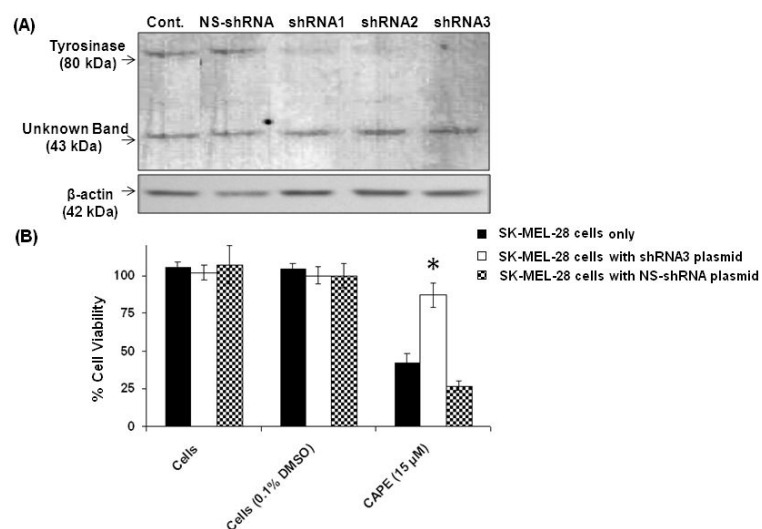 (A)
Cont. NS-shRNA shRNA1 shRNA2 shRNA3
Tyrosinase
(80 kDa)
Unknown Band
(43 kDa)
ß-actin
(42 kDa)
(B)
SK-MEL-28 cells only
SK-MEL-28 cells with shRNA3 plasmid
SK-MEL-28 cells with NS-shRNA plasmid
*
% Cell Viability
100
75
50
25
0
Cells
Cells (0.1% DMSO)
CAPE (15 µM)